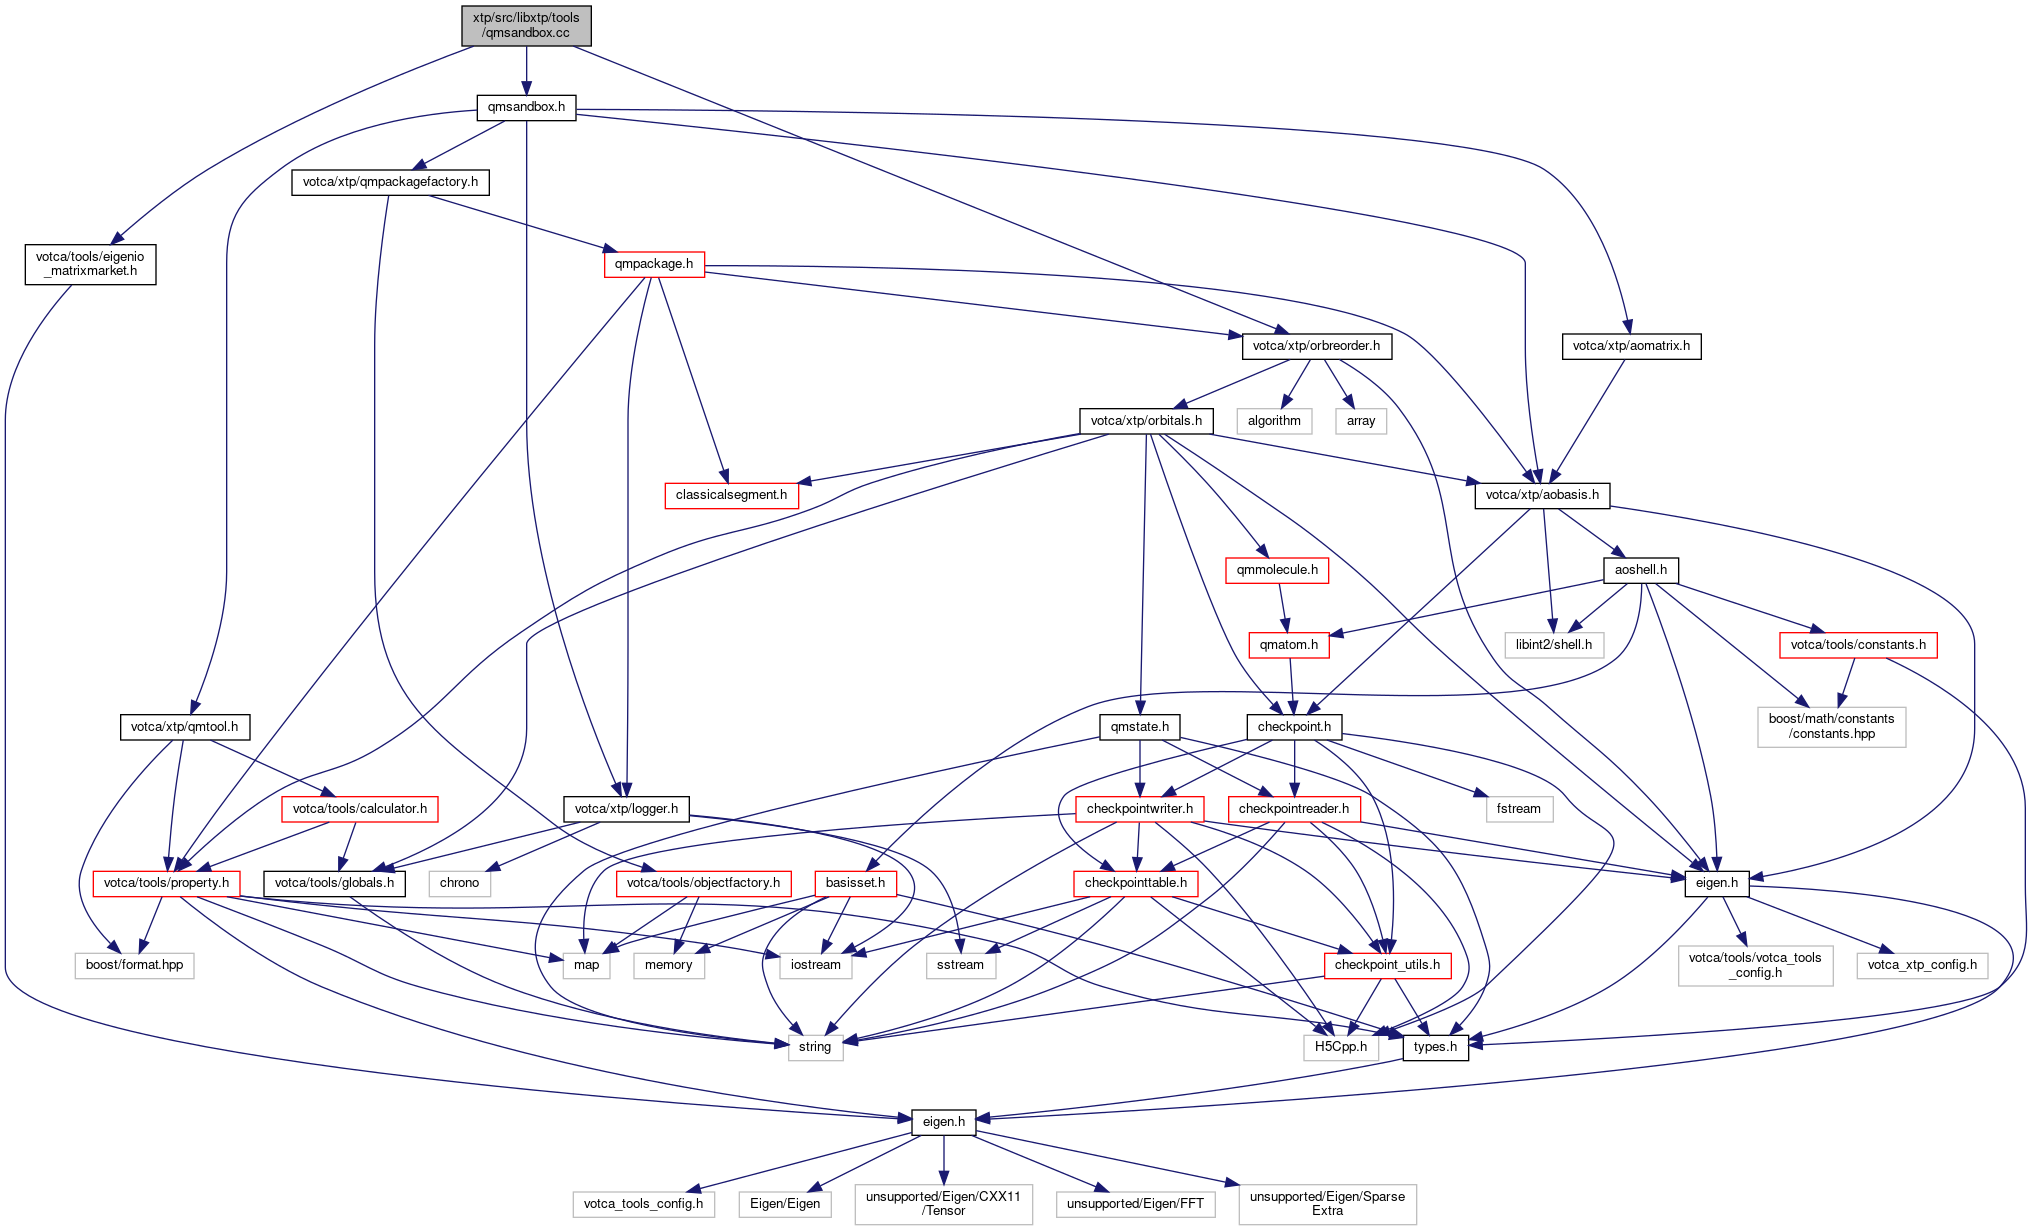 xtp/src/libxtp/tools
/qmsandbox.cc
qmsandbox.h
votca/xtp/qmpackagefactory.h
votca/tools/eigenio
_matrixmarket.h
qmpackage.h
votca/xtp/orbreorder.h
votca/xtp/aomatrix.h
votca/xtp/orbitals.h
algorithm
array
classicalsegment.h
votca/xtp/aobasis.h
qmmolecule.h
aoshell.h
qmatom.h
libint2/shell.h
votca/tools/constants.h
votca/xtp/qmtool.h
qmstate.h
checkpoint.h
boost/math/constants
/constants.hpp
votca/tools/calculator.h
votca/xtp/logger.h
checkpointwriter.h
checkpointreader.h
fstream
votca/tools/property.h
votca/tools/globals.h
chrono
votca/tools/objectfactory.h
basisset.h
checkpointtable.h
eigen.h
boost/format.hpp
map
memory
iostream
sstream
checkpoint_utils.h
votca/tools/votca_tools
_config.h
votca_xtp_config.h
string
H5Cpp.h
types.h
eigen.h
votca_tools_config.h
Eigen/Eigen
unsupported/Eigen/CXX11
/Tensor
unsupported/Eigen/FFT
unsupported/Eigen/Sparse
Extra